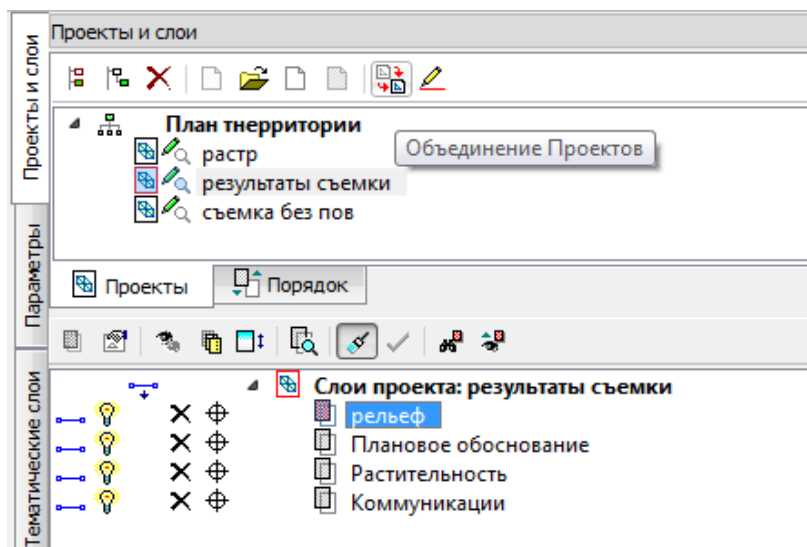 Проекты и слои
Проекты и слои
План тнерритории
растр
Объединение Проектов
результаты съемки
съемка без пов
Параметры
Проекты
Порядок
Тематические слои
Слои проекта: результаты съемки
рельеф
Плановое обоснование
Растительность
Коммуникации